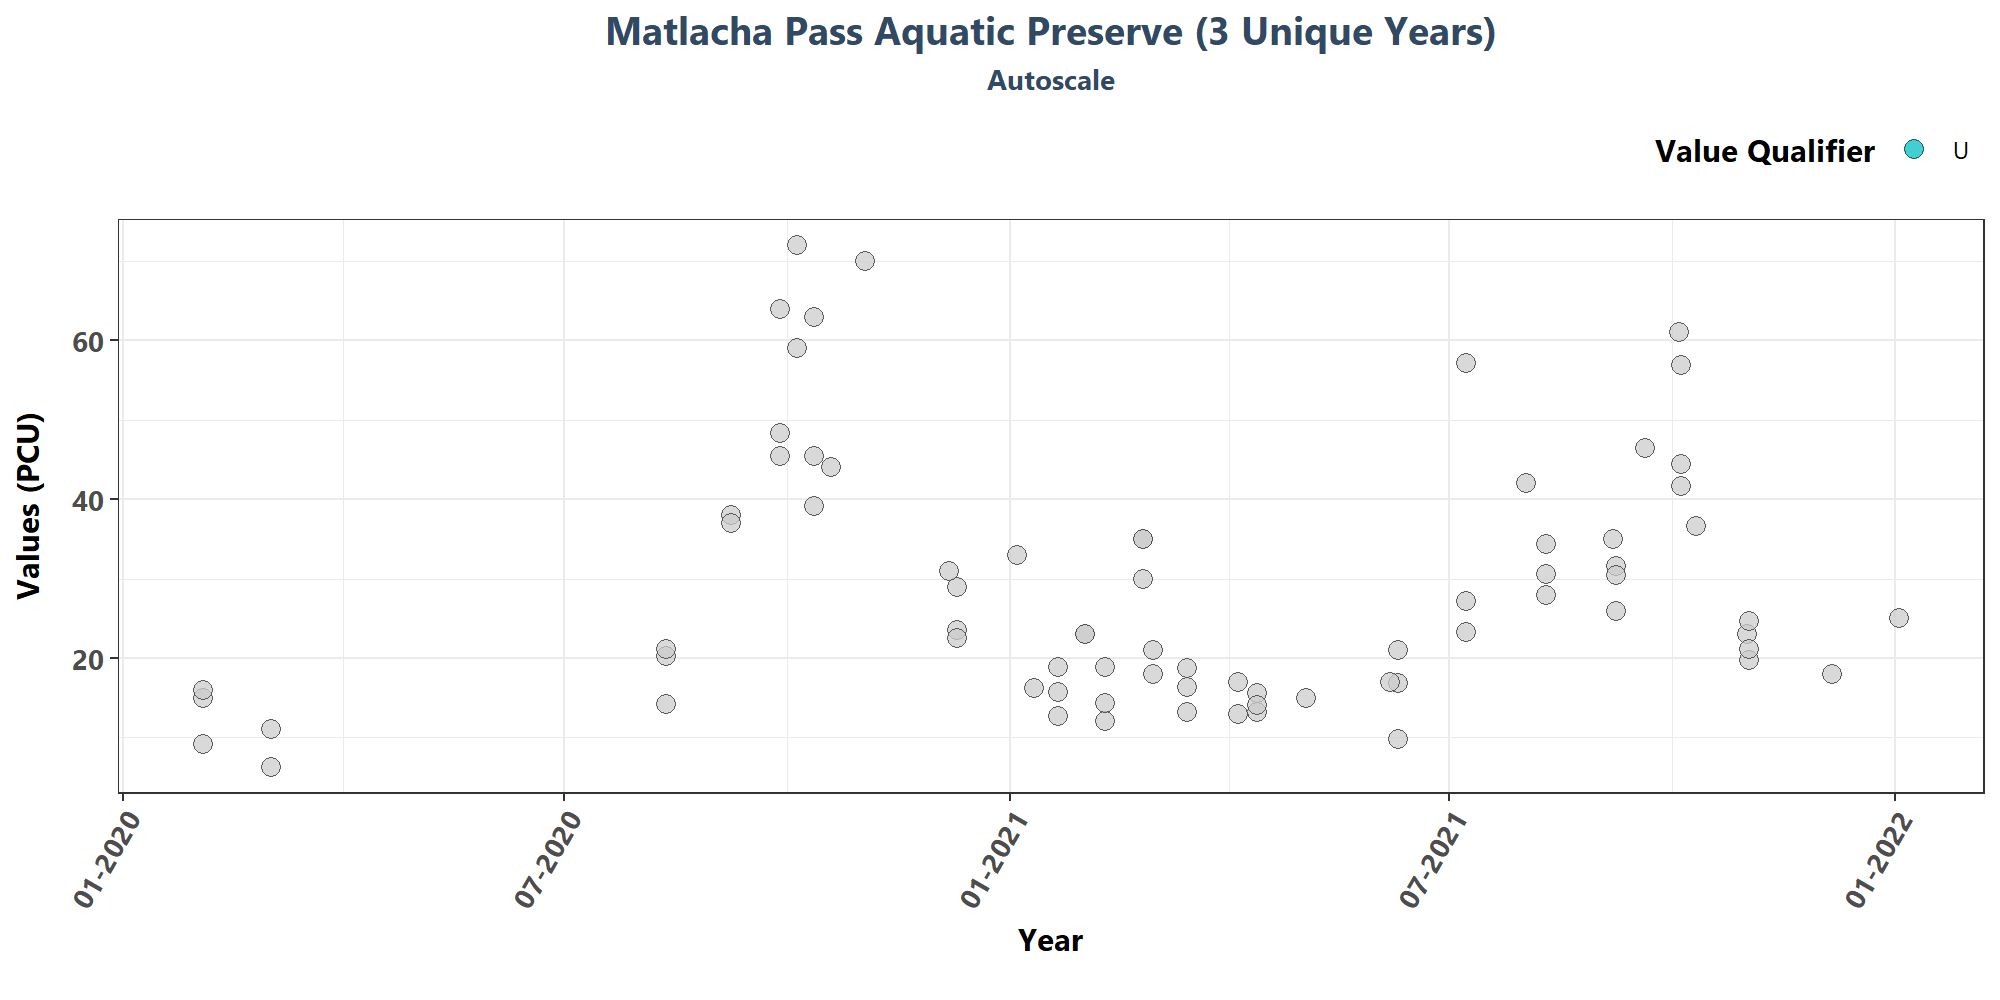 Matlacha Pass Aquatic Preserve (3 Unique Years)
Autoscale
Value Qualifier U
Values (PCU)
60
40
20
01-2020 07-2020 01-2021 07-2021 01-2022
Year